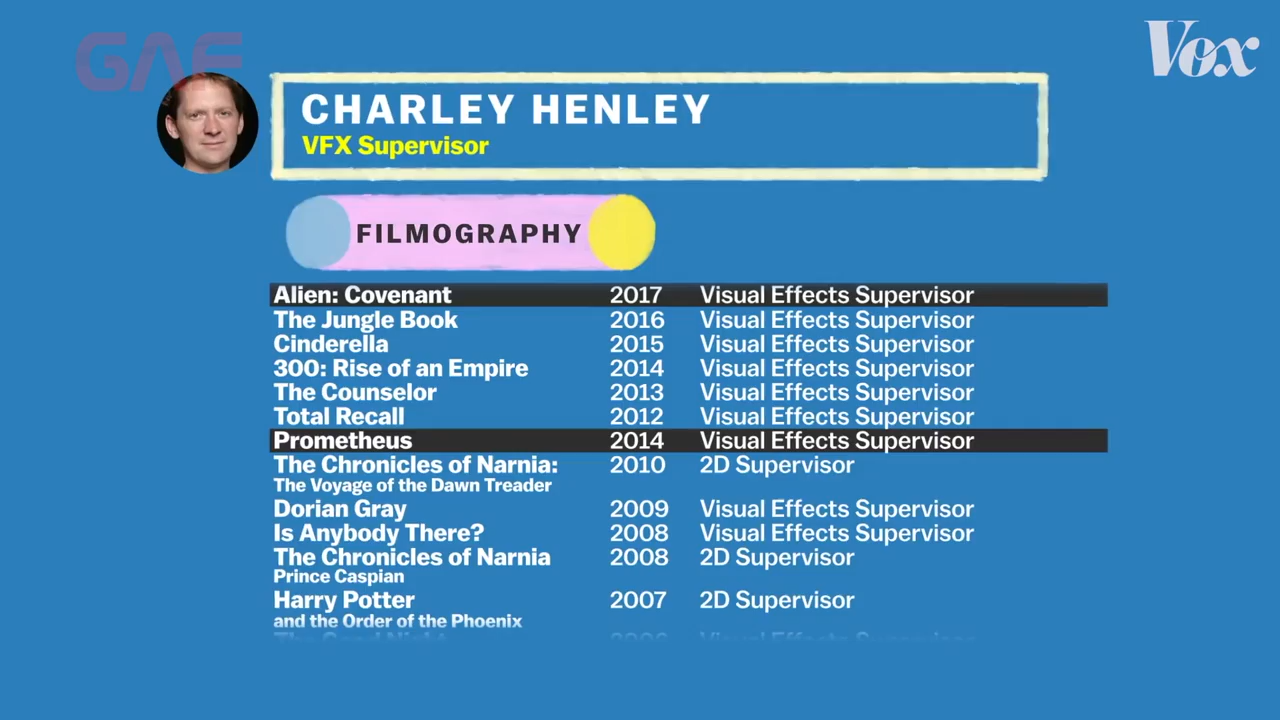 GAF
Vox
CHARLEY HENLEY
VFX Supervisor
FILMOGRAPHY
Alien: Covenant 2017 Visual Effects Supervisor
The Jungle Book 2016 Visual Effects Supervisor
Cinderella 2015 Visual Effects Supervisor
300: Rise of an Empire 2014 Visual Effects Supervisor
The Counselor 2013 Visual Effects Supervisor
Total Recall 2012 Visual Effects Supervisor
Prometheus 2014 Visual Effects Supervisor
The Chronicles of Narnia: 2010 2D Supervisor
The Voyage of the Dawn Treader
Dorian Gray 2009 Visual Effects Supervisor
Is Anybody There? 2008 Visual Effects Supervisor
The Chronicles of Narnia 2008 2D Supervisor
Prince Caspian
Harry Potter 2007 2D Supervisor
and the Order of the Phoenix